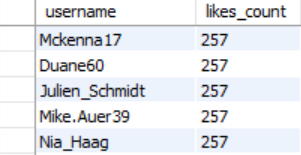 username likes_count
Mckenna17 257
Duane60 257
Julien_Schmidt 257
Mike.Auer39 257
Nia_Haag 257